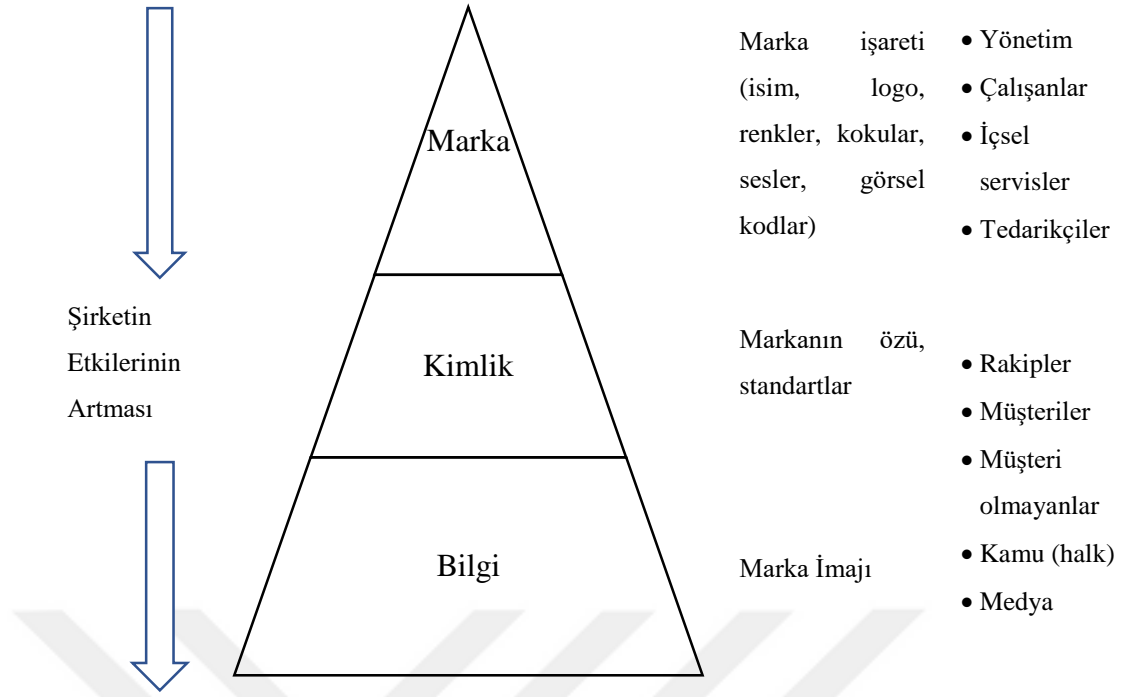 Şirketin
Etkilerinin
Artması
Marka
Kimlik
Bilgi
Marka işareti
(isim, logo,
renkler, kokular,
sesler, görsel
kodlar)
Markanın özü,
standartlar
Marka İmajı
• Yönetim
• Çalışanlar
• İçsel
servisler
• Tedarikçiler
• Rakipler
• Müşteriler
• Müşteri
olmayanlar
• Kamu (halk)
• Medya